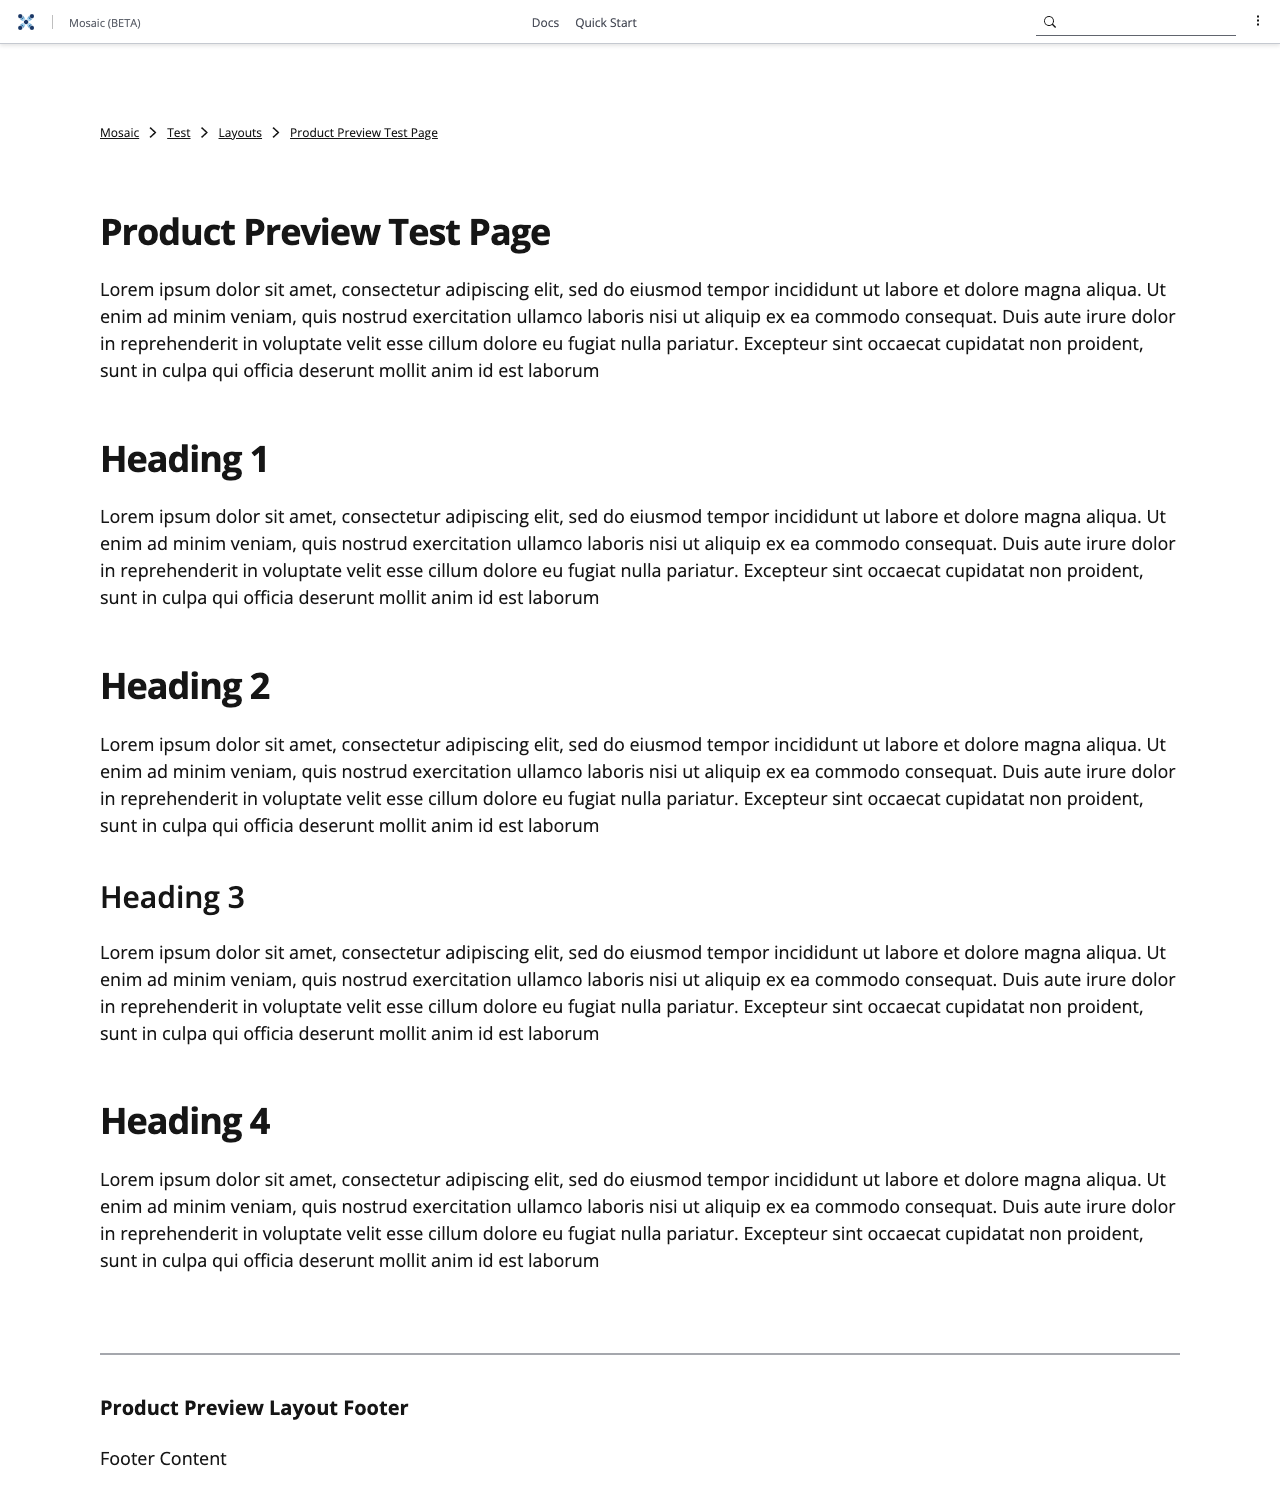 Mosaic (BETA)
Docs Quick Start
Mosaic Test Layouts Product Preview Test Page
Product Preview Test Page
Lorem ipsum dolor sit amet, consectetur adipiscing elit, sed do eiusmod tempor incididunt ut labore et dolore magna aliqua. Ut
enim ad minim veniam, quis nostrud exercitation ullamco laboris nisi ut aliquip ex ea commodo consequat. Duis aute irure dolor
in reprehenderit in voluptate velit esse cillum dolore eu fugiat nulla pariatur. Excepteur sint occaecat cupidatat non proident,
sunt in culpa qui officia deserunt mollit anim id est laborum
Heading 1
Lorem ipsum dolor sit amet, consectetur adipiscing elit, sed do eiusmod tempor incididunt ut labore et dolore magna aliqua. Ut
enim ad minim veniam, quis nostrud exercitation ullamco laboris nisi ut aliquip ex ea commodo consequat. Duis aute irure dolor
in reprehenderit in voluptate velit esse cillum dolore eu fugiat nulla pariatur. Excepteur sint occaecat cupidatat non proident,
sunt in culpa qui officia deserunt mollit anim id est laborum
Heading 2
Lorem ipsum dolor sit amet, consectetur adipiscing elit, sed do eiusmod tempor incididunt ut labore et dolore magna aliqua. Ut
enim ad minim veniam, quis nostrud exercitation ullamco laboris nisi ut aliquip ex ea commodo consequat. Duis aute irure dolor
in reprehenderit in voluptate velit esse cillum dolore eu fugiat nulla pariatur. Excepteur sint occaecat cupidatat non proident,
sunt in culpa qui officia deserunt mollit anim id est laborum
Heading 3
Lorem ipsum dolor sit amet, consectetur adipiscing elit, sed do eiusmod tempor incididunt ut labore et dolore magna aliqua. Ut
enim ad minim veniam, quis nostrud exercitation ullamco laboris nisi ut aliquip ex ea commodo consequat. Duis aute irure dolor
in reprehenderit in voluptate velit esse cillum dolore eu fugiat nulla pariatur. Excepteur sint occaecat cupidatat non proident,
sunt in culpa qui officia deserunt mollit anim id est laborum
Heading 4
Lorem ipsum dolor sit amet, consectetur adipiscing elit, sed do eiusmod tempor incididunt ut labore et dolore magna aliqua. Ut
enim ad minim veniam, quis nostrud exercitation ullamco laboris nisi ut aliquip ex ea commodo consequat. Duis aute irure dolor
in reprehenderit in voluptate velit esse cillum dolore eu fugiat nulla pariatur. Excepteur sint occaecat cupidatat non proident,
sunt in culpa qui officia deserunt mollit anim id est laborum
Product Preview Layout Footer
Footer Content